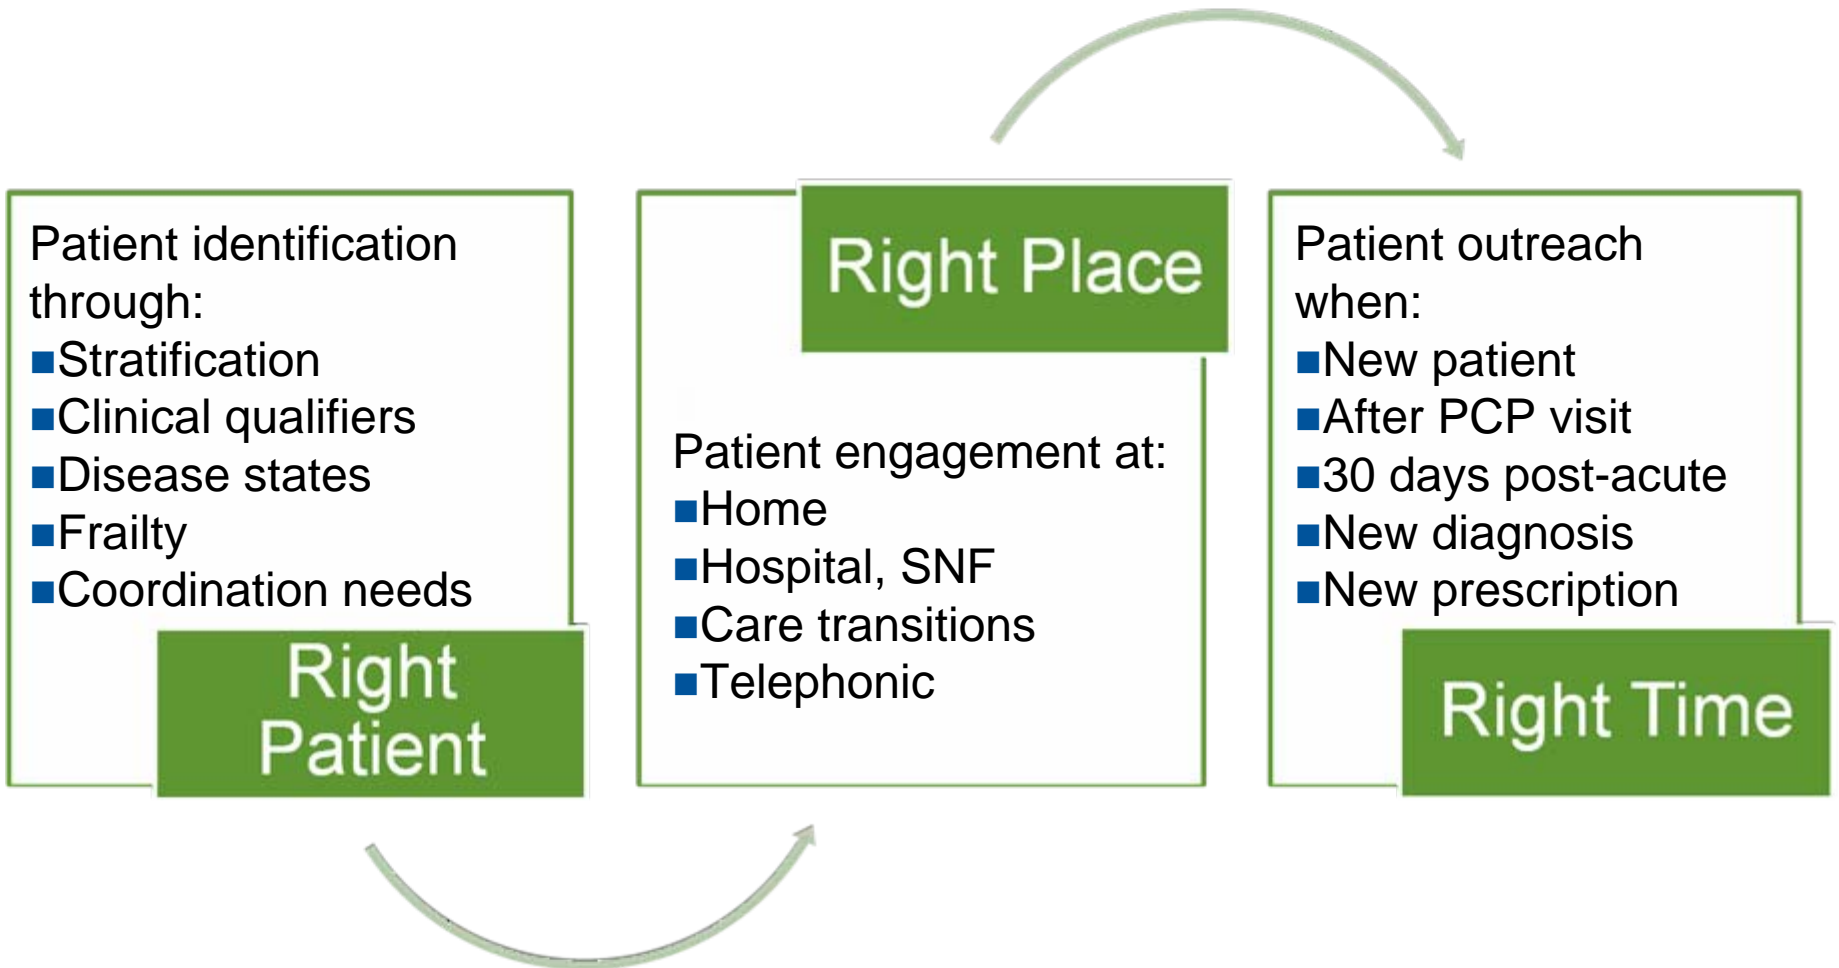 Patient identification
through:
■Stratification
■Clinical qualifiers
■Disease states
■Frailty
■Coordination needs
Right
Patient
Right Place
Patient engagement at:
■Home
■Hospital, SNF
■Care transitions
■Telephonic
Patient outreach
when:
■New patient
■After PCP visit
■30 days post-acute
■New diagnosis
■New prescription
Right Time